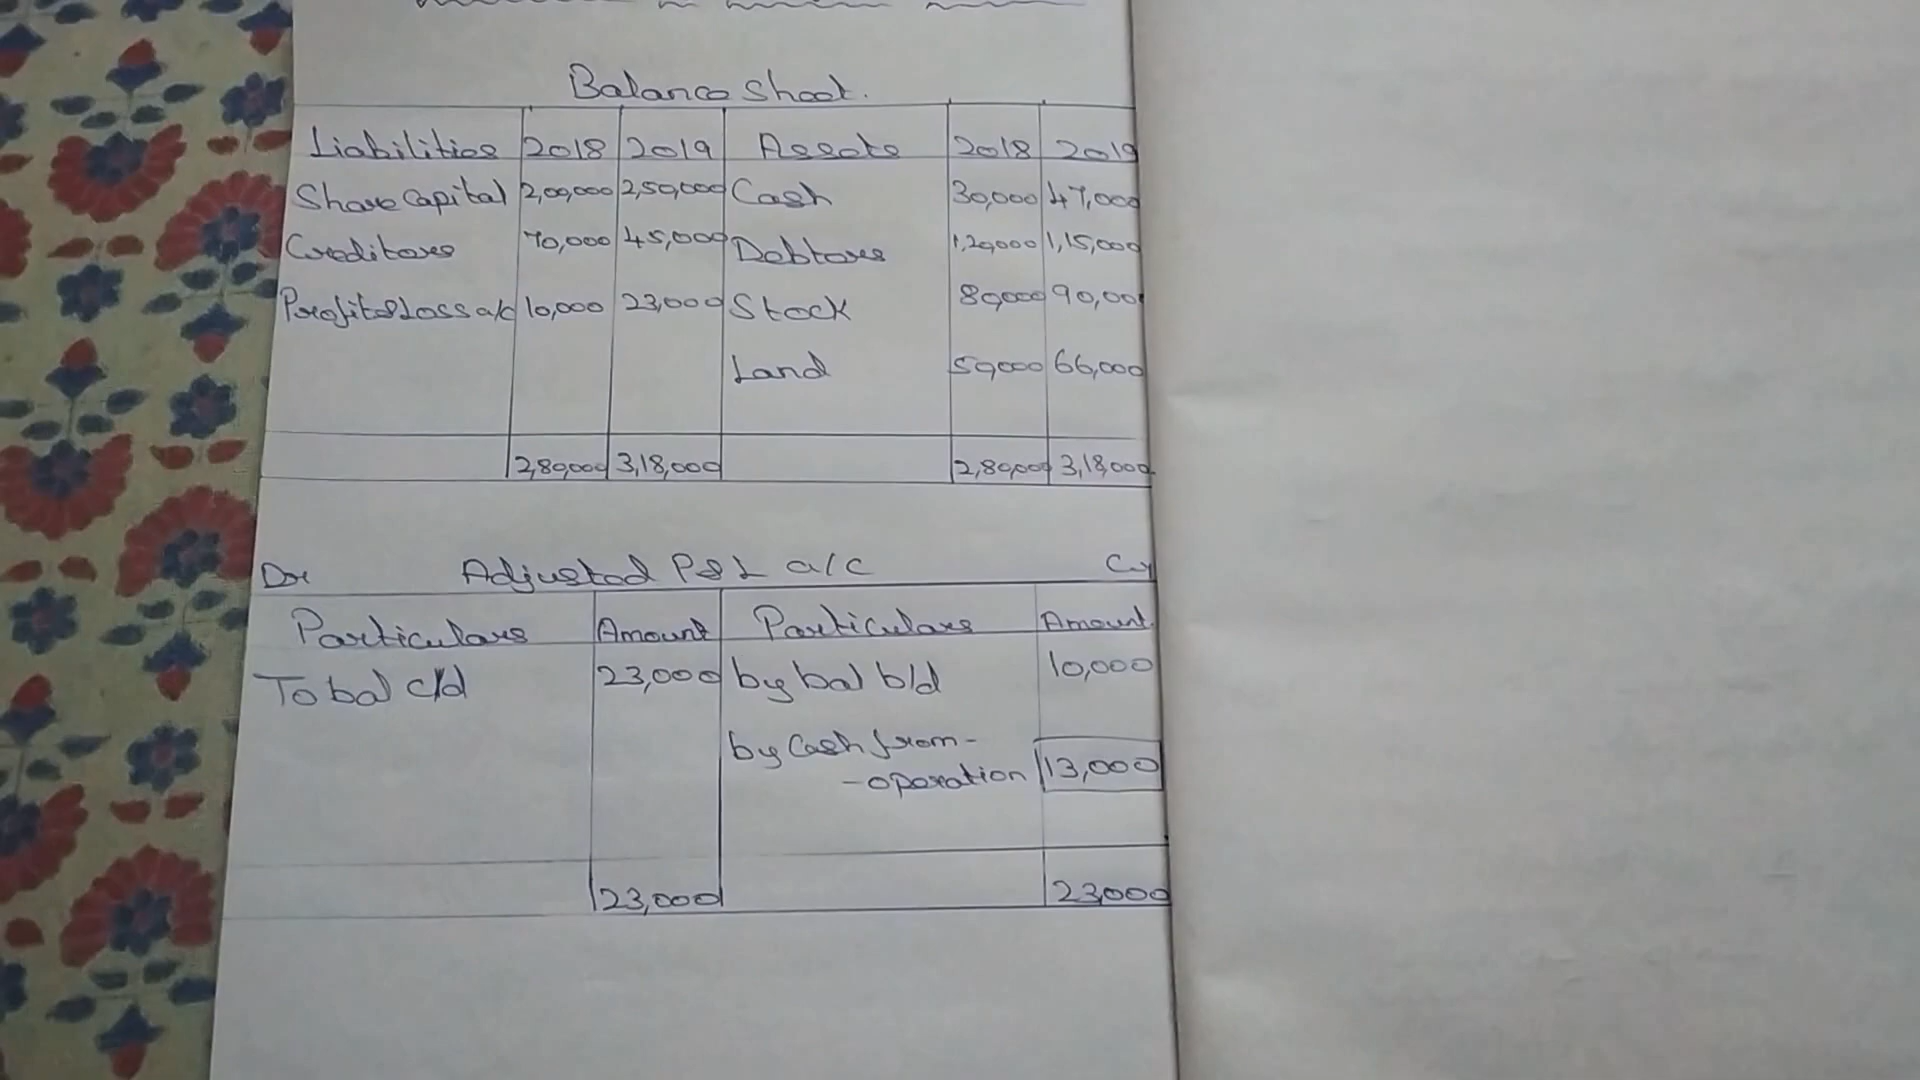 Balance Sheet.
Liabilities 2018 2019 Assets 2018 2019
Share Capital 2,00,000 2,50,000 Cash 30,000 47,000
Creditors 70,000 45,000 Debtors 1,20,000 1,15,000
Profit & Loss a/c 10,000 23,000 Stock 80,000 90,000
Land 50,000 66,000
2,80,000 3,18,000 2,80,000 3,18,000
Dr Adjusted P & L a/c Cr
Particulars Amount Particulars Amount
To bal c/d 23,000 by bal b/d 10,000
by Cash from-
-operation 13,000
23,000 23,000